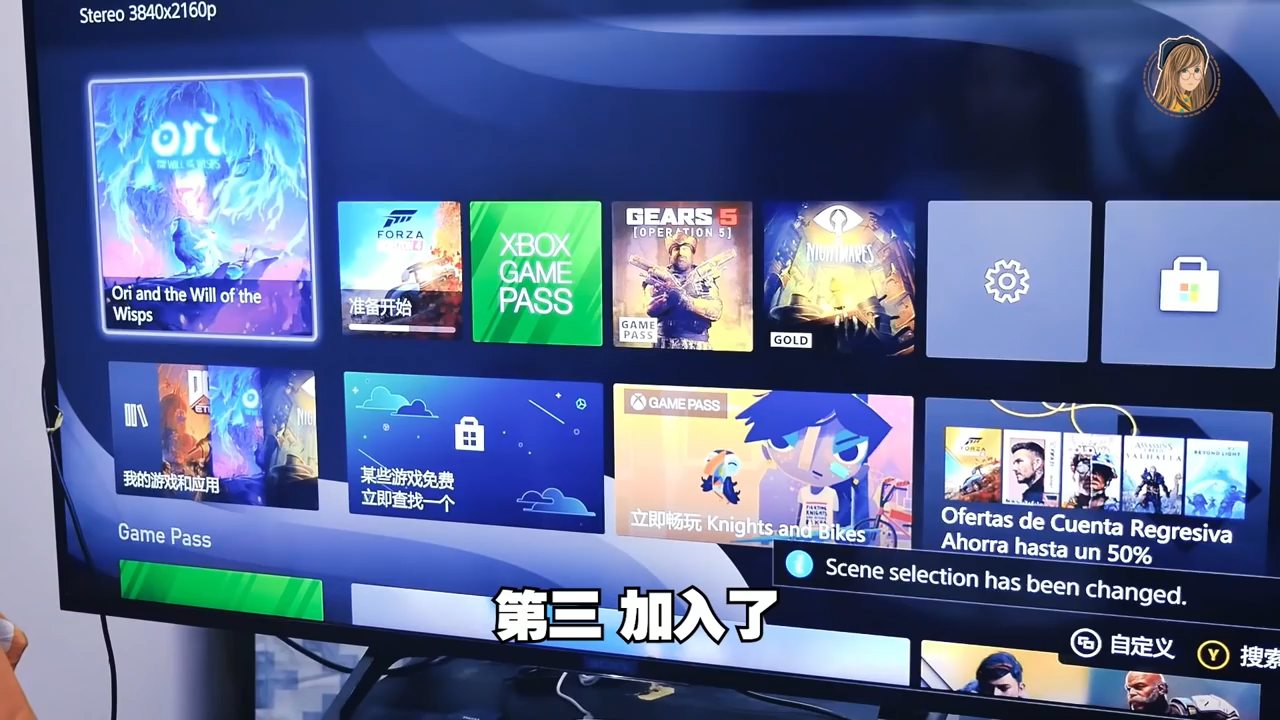 Stereo 3840x2160p
ori
THE WILL OF THE WISPS
Ori and the Will of the
Wisps
FORZA
准备开始
XBOX
GAME
PASS
GEARS 5
[OPERATION 5]
GAME
PASS
NIGHTMARES
GOLD
我的游戏和应用
某些游戏免费
立即查找一个
GAME PASS
立即畅玩 Knights and Bikes
FORZA
VALHALLA
BEYOND LIGHT
Ofertas de Cuenta Regresiva
Ahorra hasta un 50%
Game Pass
Scene selection has been changed.
第三 加入了
自定义
Y 搜索